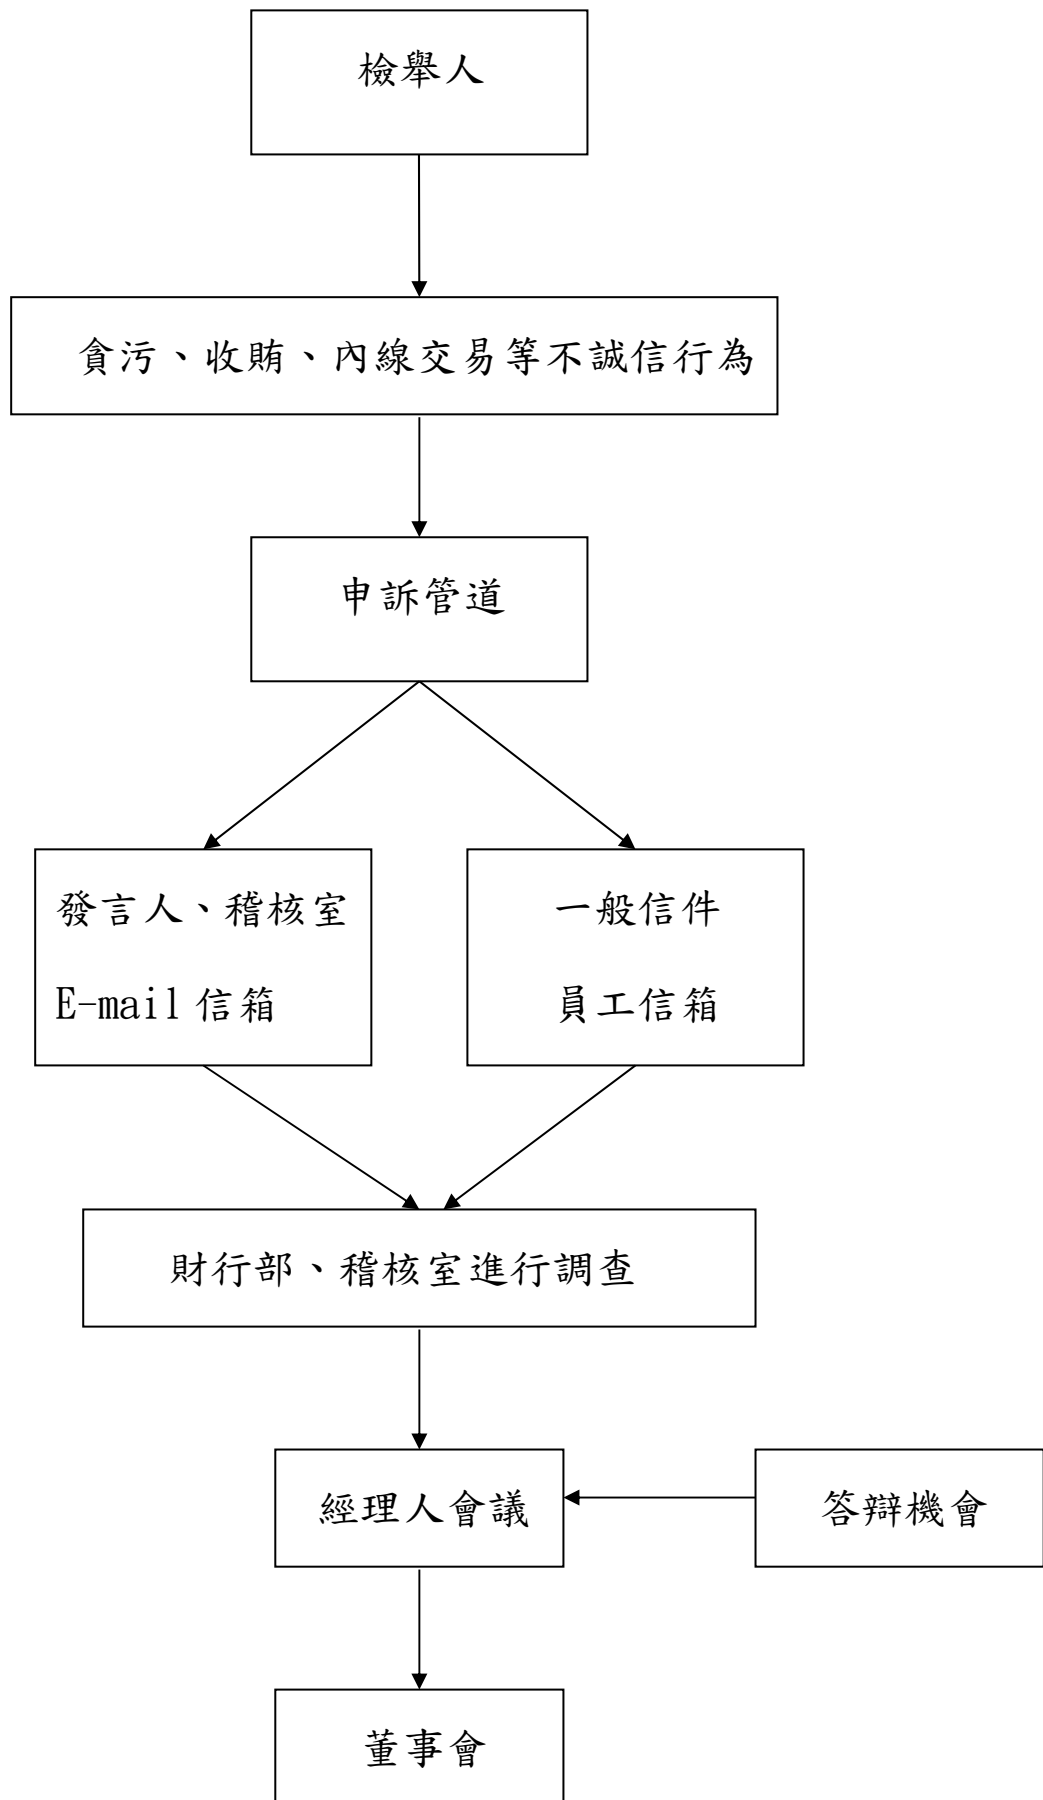 檢舉人
貪污、收賄、內線交易等不誠信行為
申訴管道
發言人、稽核室
E-mail 信箱
一般信件
員工信箱
財行部、稽核室進行調查
經理人會議
答辯機會
董事會